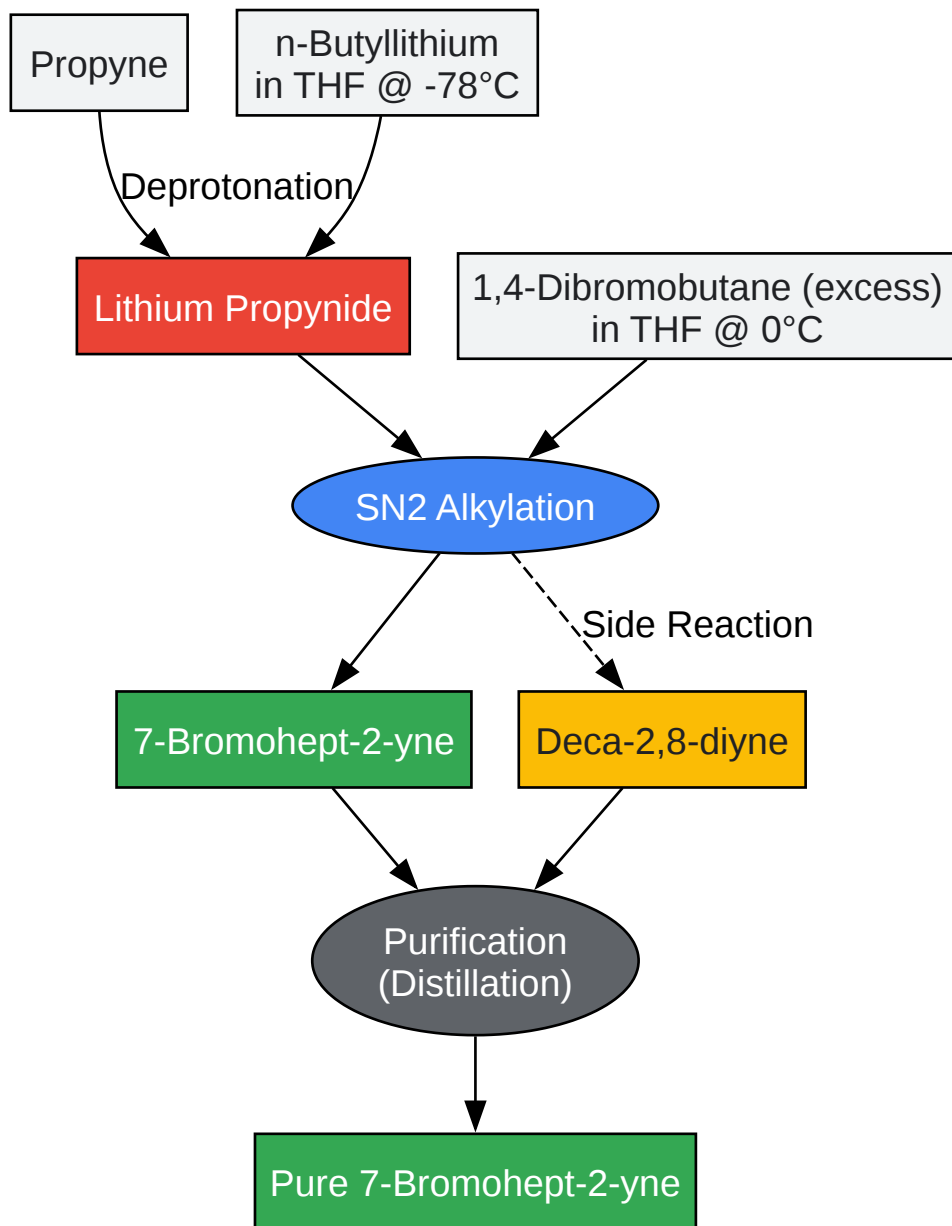 Propyne
n-Butyllithium
in THF @ -78°C
Deprotonation
Lithium Propynide
1,4-Dibromobutane (excess)
in THF @ 0°C
SN2 Alkylation
Side Reaction
7-Bromohept-2-yne
Deca-2,8-diyne
Purification
(Distillation)
Pure 7-Bromohept-2-yne